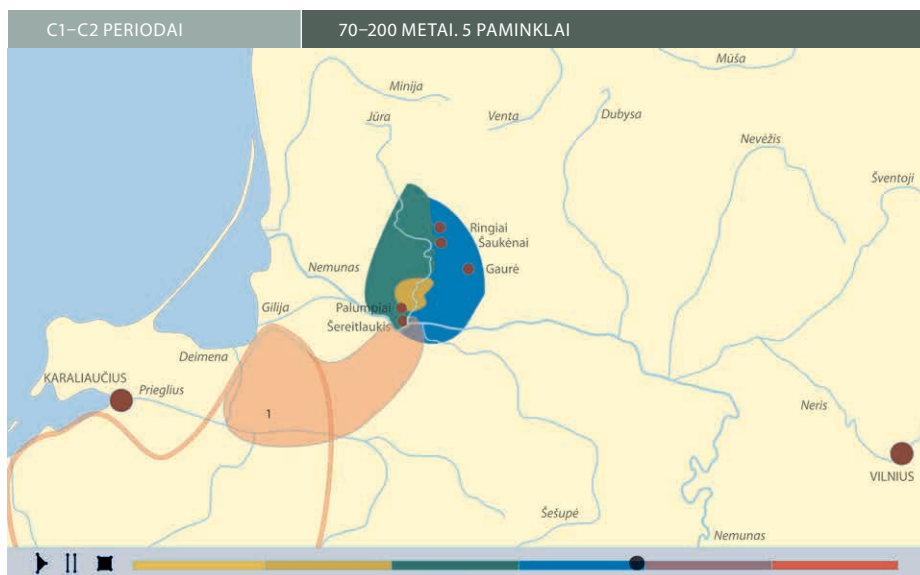 C1–C2 PERIODAI
70–200 METAI. 5 PAMINKLAI
Mūša
Minija
Jūra
Venta
Dubysa
Nevėžis
Šventoji
Ringiai
Šaukėnai
Nemunas
Gaurė
Gilija
Palumpiai
Šereitlaukis
Deimena
KARALIAUČIUS
Prieglius
1
Neris
VILNIUS
Šešupė
Nemunas